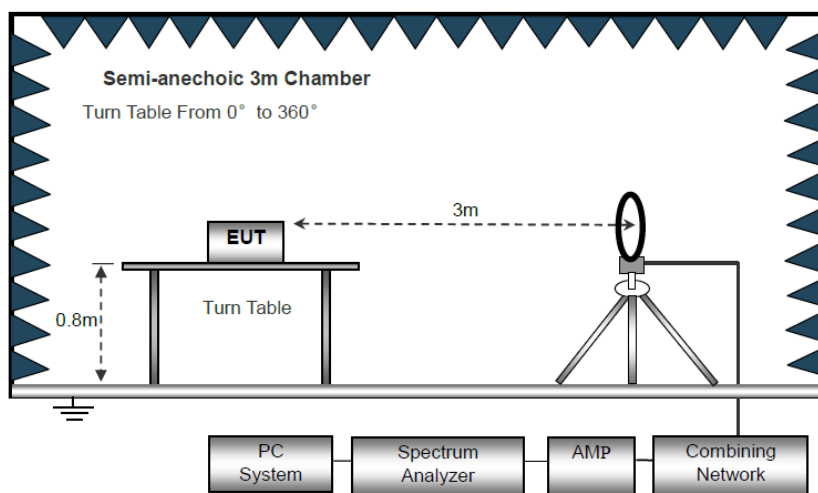 Semi-anechoic 3m Chamber
Turn Table From 0° to 360°
3m
EUT
Turn Table
0.8m
PC
System
Spectrum
Analyzer
AMP
Combining
Network